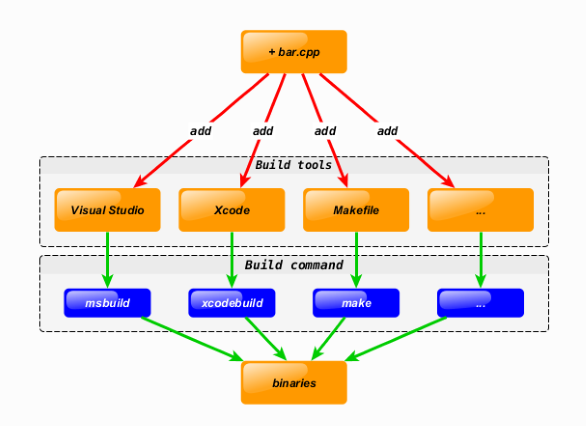 + bar.cpp
add add add add
Build tools
Visual Studio Xcode Makefile ...
Build command
msbuild xcodebuild make ...
binaries